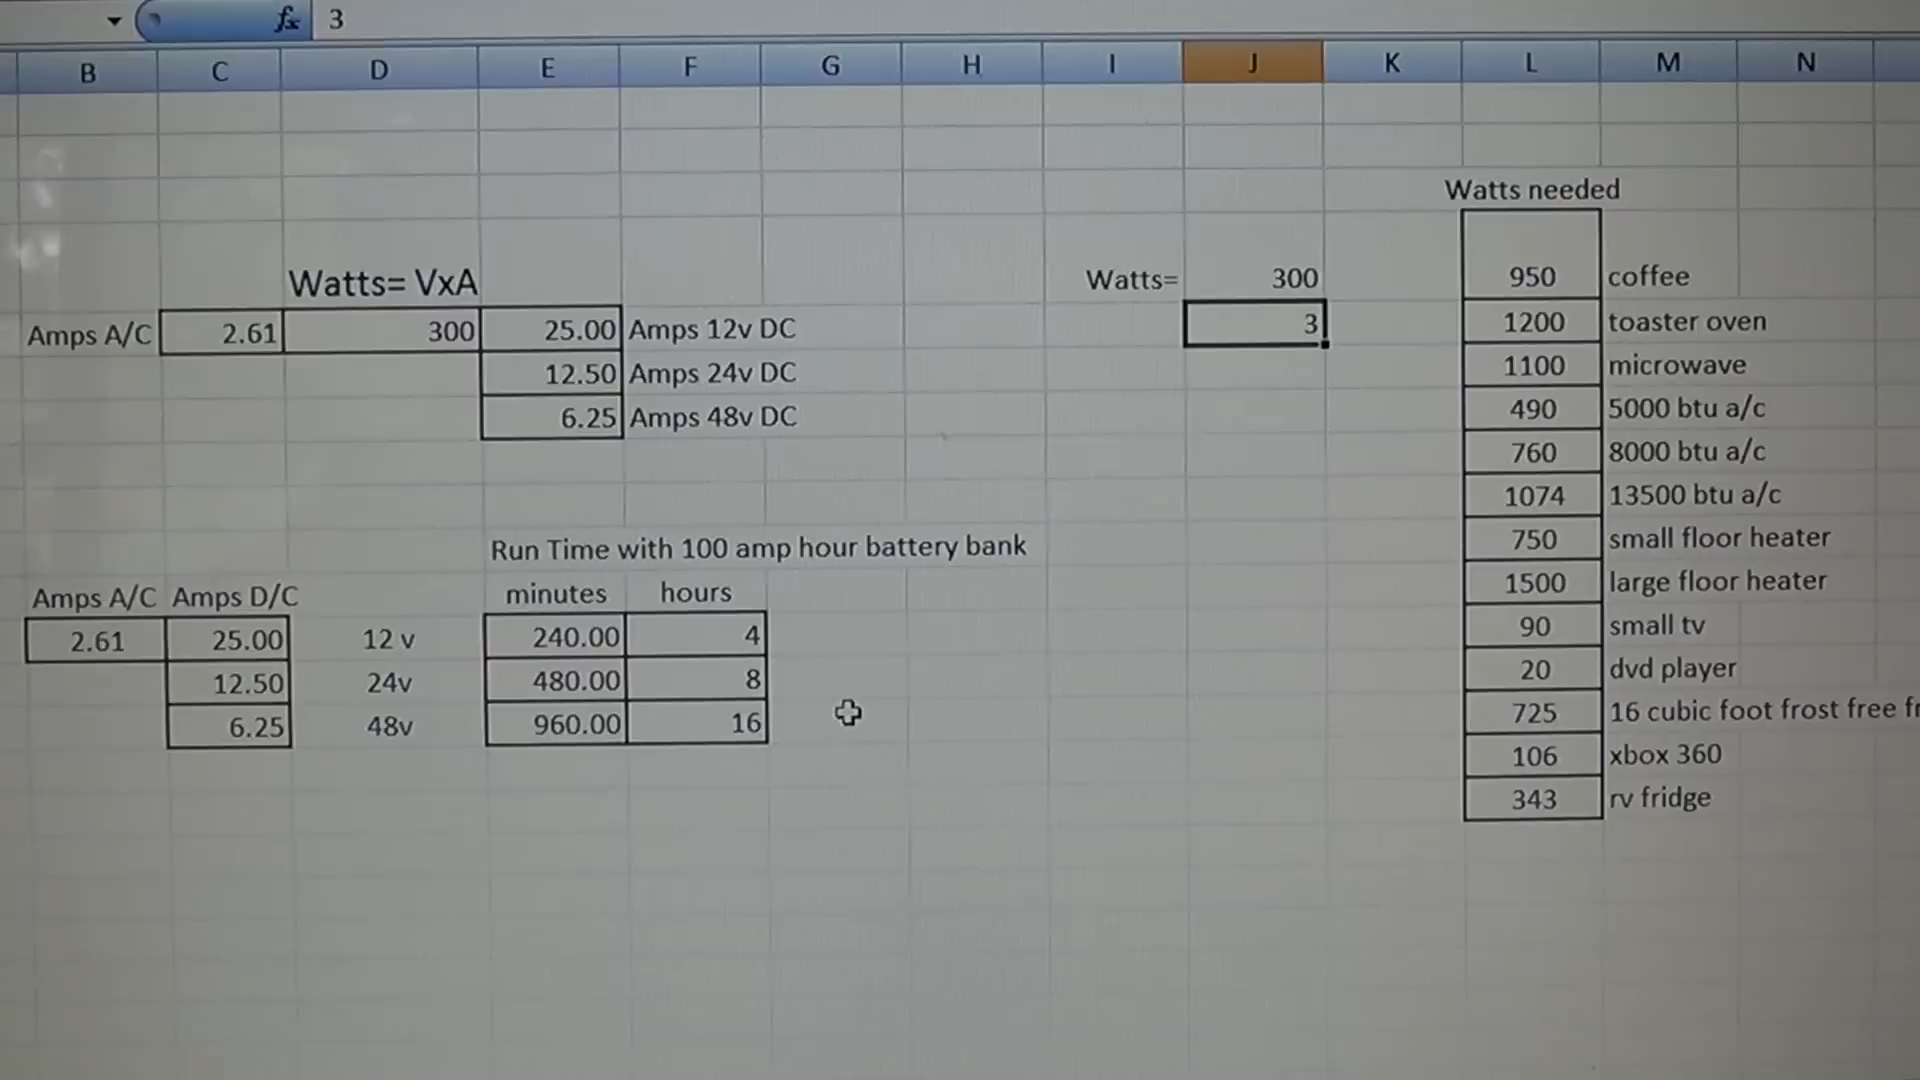 fx 3
B C D E F G H I J K L M N
Watts needed
Watts= VxA Watts= 300 950 coffee
Amps A/C 2.61 300 25.00 Amps 12v DC 3 1200 toaster oven
12.50 Amps 24v DC 1100 microwave
6.25 Amps 48v DC 490 5000 btu a/c
760 8000 btu a/c
1074 13500 btu a/c
Run Time with 100 amp hour battery bank 750 small floor heater
Amps A/C Amps D/C minutes hours 1500 large floor heater
2.61 25.00 12 v 240.00 4 90 small tv
12.50 24v 480.00 8 20 dvd player
6.25 48v 960.00 16 725 16 cubic foot frost free
106 xbox 360
343 rv fridge